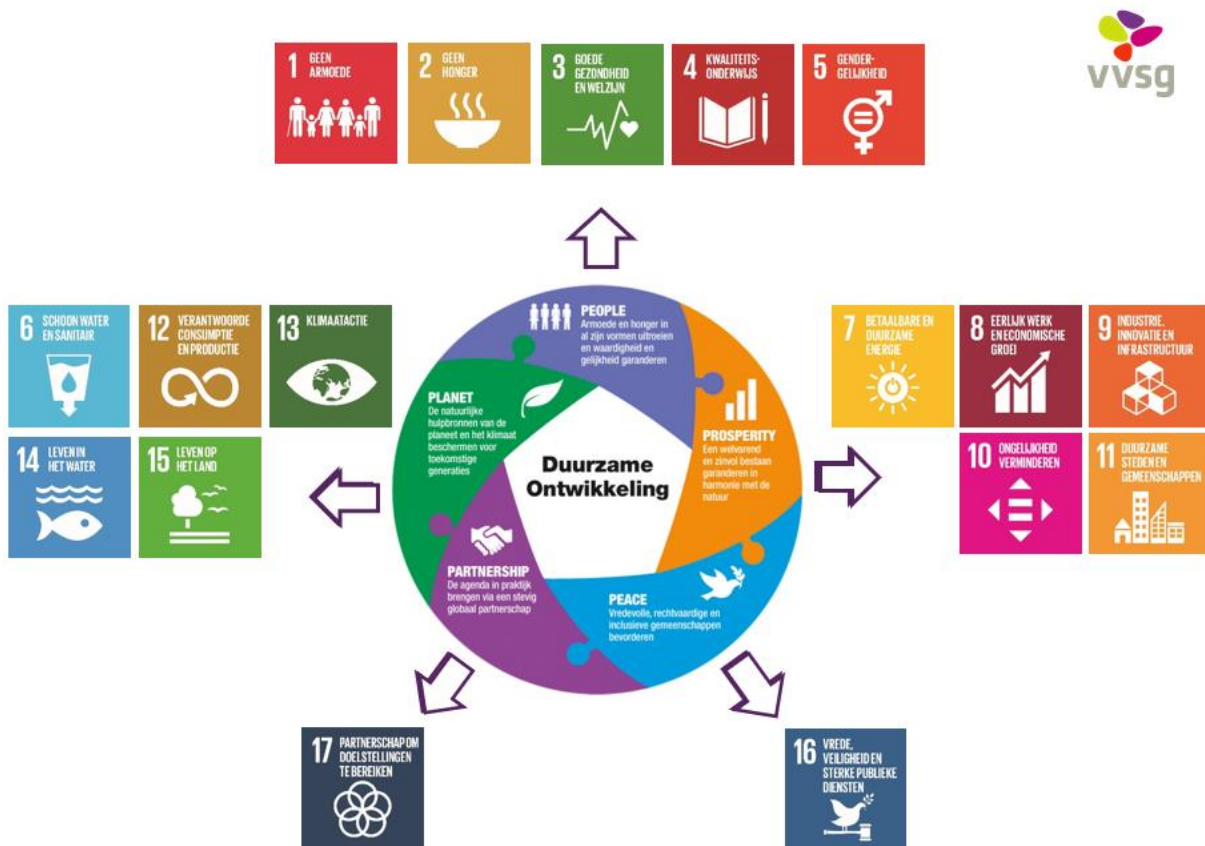 vvsg
1 GEEN
ARMOEDE
2 GEEN
HONGER
3 GOEDE
GEZONDHEID
EN WELZIJN
4 KWALITEITS-
ONDERWIJS
5 GENDER-
GELIJKHEID
6 SCHOON WATER
EN SANITAIR
12 VERANTWOORDE
CONSUMPTIE
EN PRODUCTIE
13 KLIMAATACTIE
14 LEVEN IN
HET WATER
15 LEVEN OP
HET LAND
PEOPLE
Armoede en honger in
al zijn vormen uitroeien
en waardigheid en
gelijkheid garanderen
PLANET
De natuurlijke
hulpbronnen van de
planeet en het klimaat
beschermen voor
toekomstige
generaties
Duurzame
Ontwikkeling
PROSPERITY
Een welvarend
en zinvol bestaan
garanderen in
harmonie met de
natuur
PARTNERSHIP
De agenda in praktijk
brengen via een stevig
globaal partnerschap
PEACE
Vredevolle, rechtvaardige en
inclusieve gemeenschappen
bevorderen
7 BETAALBARE EN
DUURZAME
ENERGIE
8 EERLIJK WERK
EN ECONOMISCHE
GROEI
9 INDUSTRIE,
INNOVATIE EN
INFRASTRUCTUUR
10 ONGELIJKHEID
VERMINDEREN
11 DUURZAME
STEDEN EN
GEMEENSCHAPPEN
17 PARTNERSCHAP OM
DOELSTELLINGEN
TE BEREIKEN
16 VREDE,
VEILIGHEID EN
STERKE PUBLIEKE
DIENSTEN